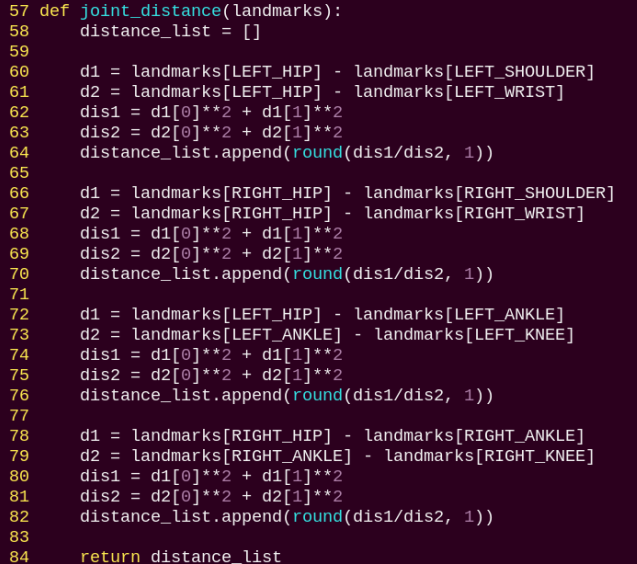 57 def joint_distance(landmarks):
58     distance_list = []
59
60     d1 = landmarks[LEFT_HIP] - landmarks[LEFT_SHOULDER]
61     d2 = landmarks[LEFT_HIP] - landmarks[LEFT_WRIST]
62     dis1 = d1[0]**2 + d1[1]**2
63     dis2 = d2[0]**2 + d2[1]**2
64     distance_list.append(round(dis1/dis2, 1))
65
66     d1 = landmarks[RIGHT_HIP] - landmarks[RIGHT_SHOULDER]
67     d2 = landmarks[RIGHT_HIP] - landmarks[RIGHT_WRIST]
68     dis1 = d1[0]**2 + d1[1]**2
69     dis2 = d2[0]**2 + d2[1]**2
70     distance_list.append(round(dis1/dis2, 1))
71
72     d1 = landmarks[LEFT_HIP] - landmarks[LEFT_ANKLE]
73     d2 = landmarks[LEFT_ANKLE] - landmarks[LEFT_KNEE]
74     dis1 = d1[0]**2 + d1[1]**2
75     dis2 = d2[0]**2 + d2[1]**2
76     distance_list.append(round(dis1/dis2, 1))
77
78     d1 = landmarks[RIGHT_HIP] - landmarks[RIGHT_ANKLE]
79     d2 = landmarks[RIGHT_ANKLE] - landmarks[RIGHT_KNEE]
80     dis1 = d1[0]**2 + d1[1]**2
81     dis2 = d2[0]**2 + d2[1]**2
82     distance_list.append(round(dis1/dis2, 1))
83
84     return distance_list